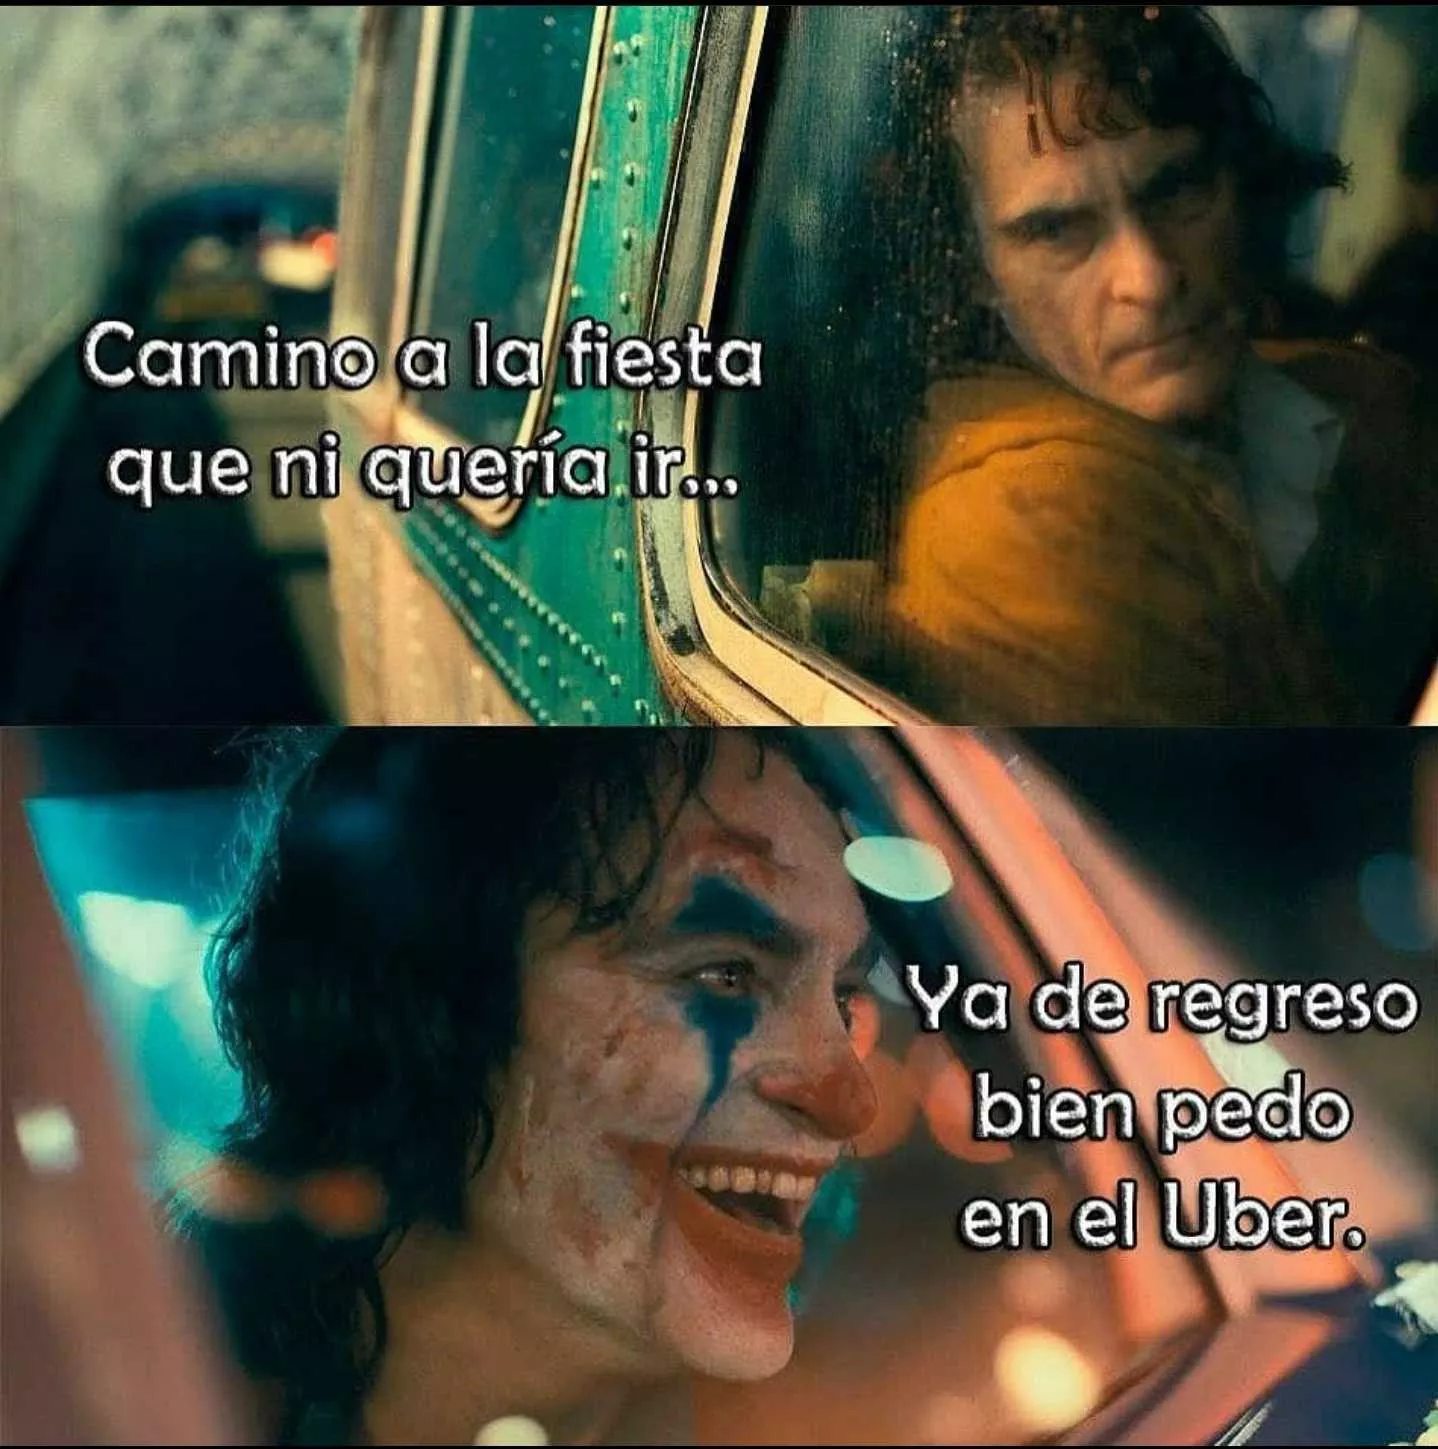 Camino a la fiesta
que ni quería ir...
Ya de regreso
bien pedo
en el Uber.